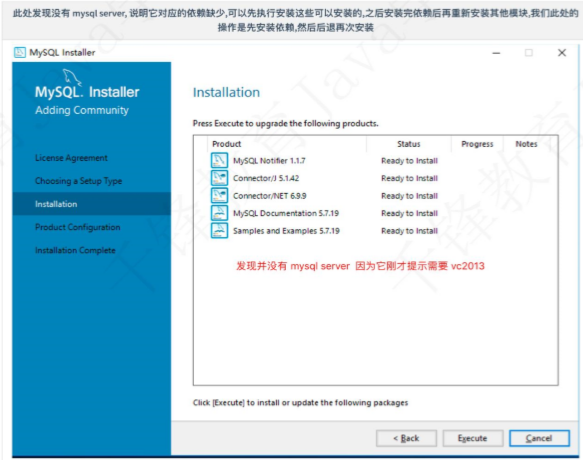 此处发现没有 mysql server, 说明它对应的依赖缺少,可以先执行安装这些可以安装的,之后安装完依赖后再重新安装其他模块,我们此处的
操作是先安装依赖,然后后退再次安装
MySQL Installer
MySQL. Installer
Adding Community
License Agreement
Choosing a Setup Type
Installation
Product Configuration
Installation Complete
Installation
Press Execute to upgrade the following products.
Product Status Progress Notes
MySQL Notifier 1.1.7 Ready to Install
Connector/J 5.1.42 Ready to Install
Connector/NET 6.9.9 Ready to Install
MySQL Documentation 5.7.19 Ready to Install
Samples and Examples 5.7.19 Ready to Install
发现并没有 mysql server 因为它刚才提示需要 vc2013
Click [Execute] to install or update the following packages
< Back Execute Cancel